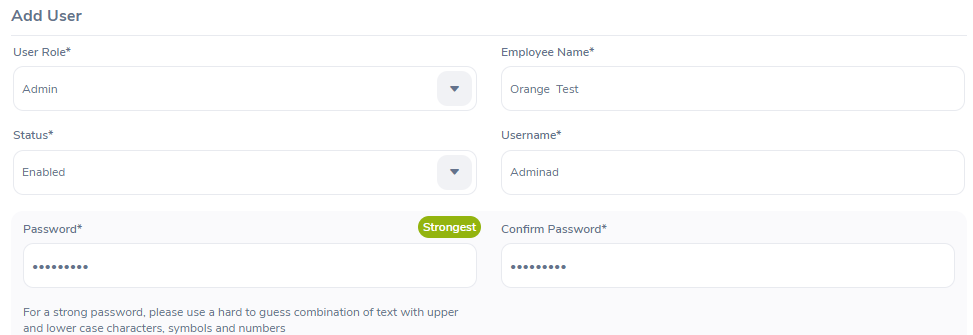 Add User
User Role*
Employee Name*
Admin
Orange  Test
Status*
Username*
Enabled
Adminad
Password*
Strongest
Confirm Password*
•••••••••
•••••••••
For a strong password, please use a hard to guess combination of text with upper
and lower case characters, symbols and numbers